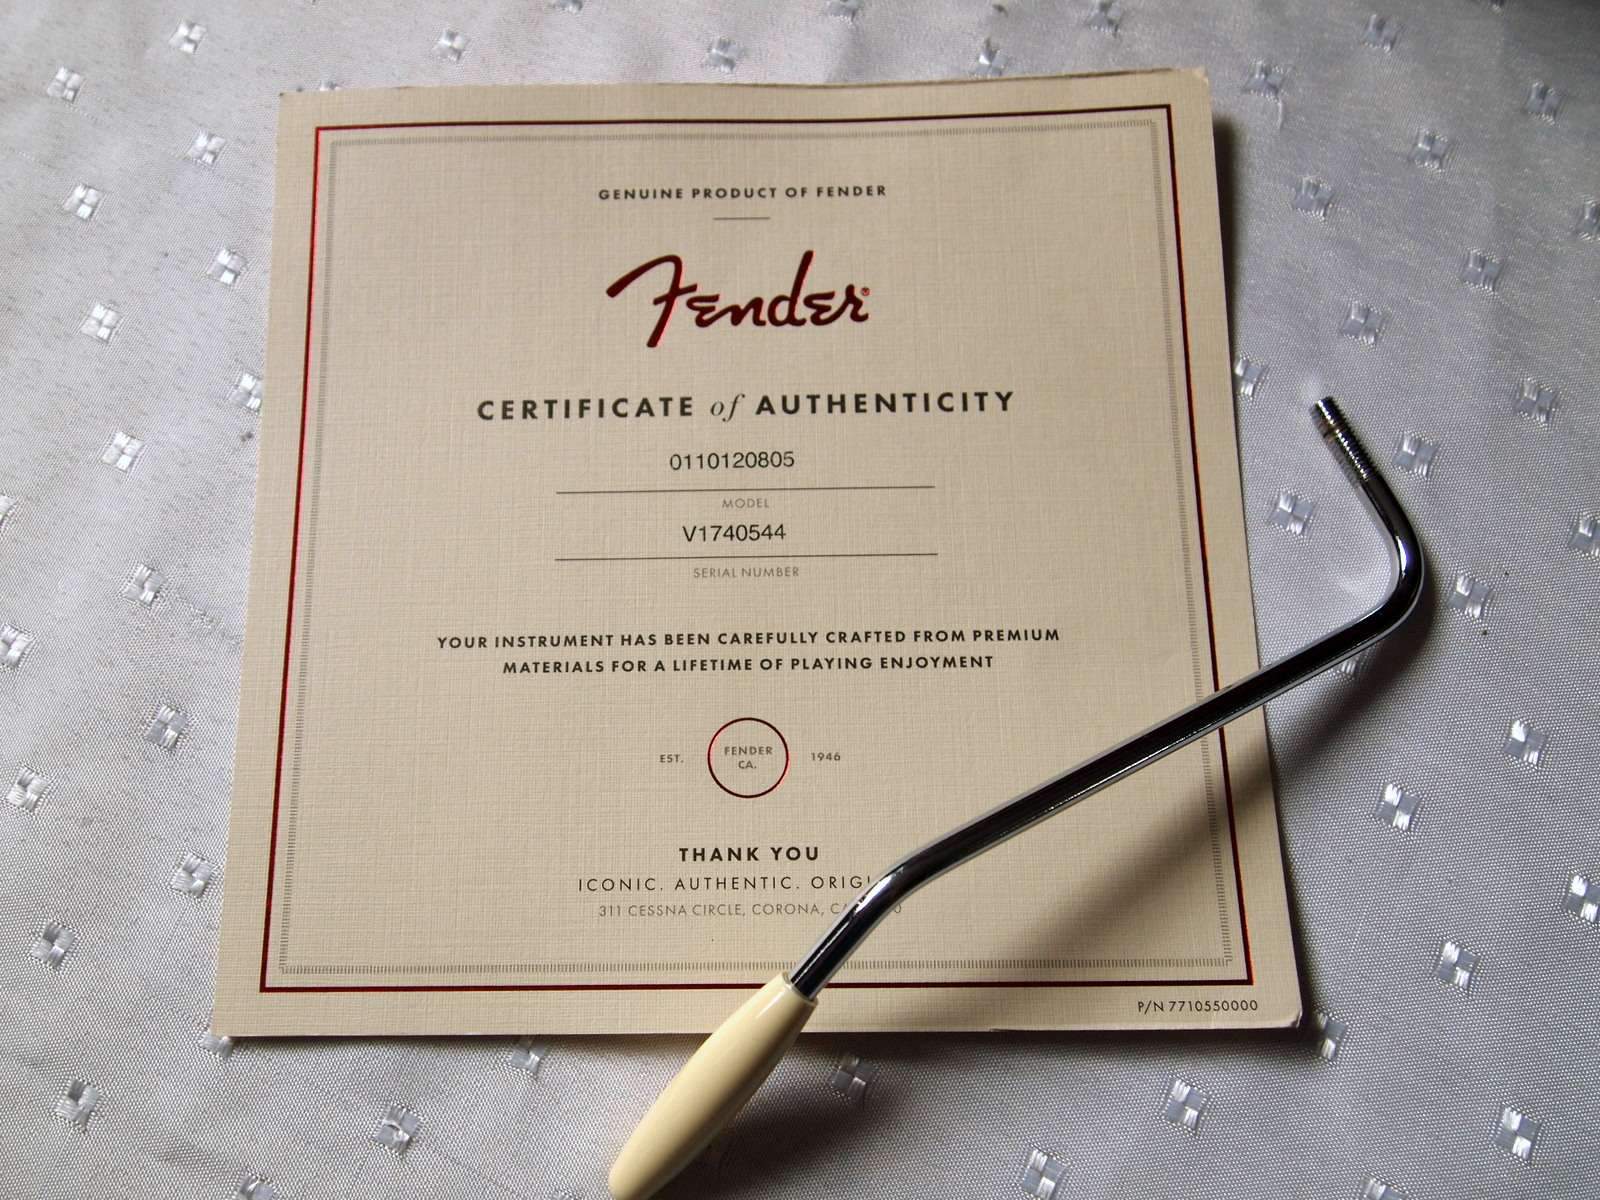 GENUINE PRODUCT OF FENDER
Fender®
CERTIFICATE of AUTHENTICITY
0110120805
MODEL
V1740544
SERIAL NUMBER
YOUR INSTRUMENT HAS BEEN CAREFULLY CRAFTED FROM PREMIUM
MATERIALS FOR A LIFETIME OF PLAYING ENJOYMENT
EST. FENDER CA. 1946
THANK YOU
ICONIC. AUTHENTIC.
311 CESSNA CIRCLE, CORONA,
P/N 7710550000